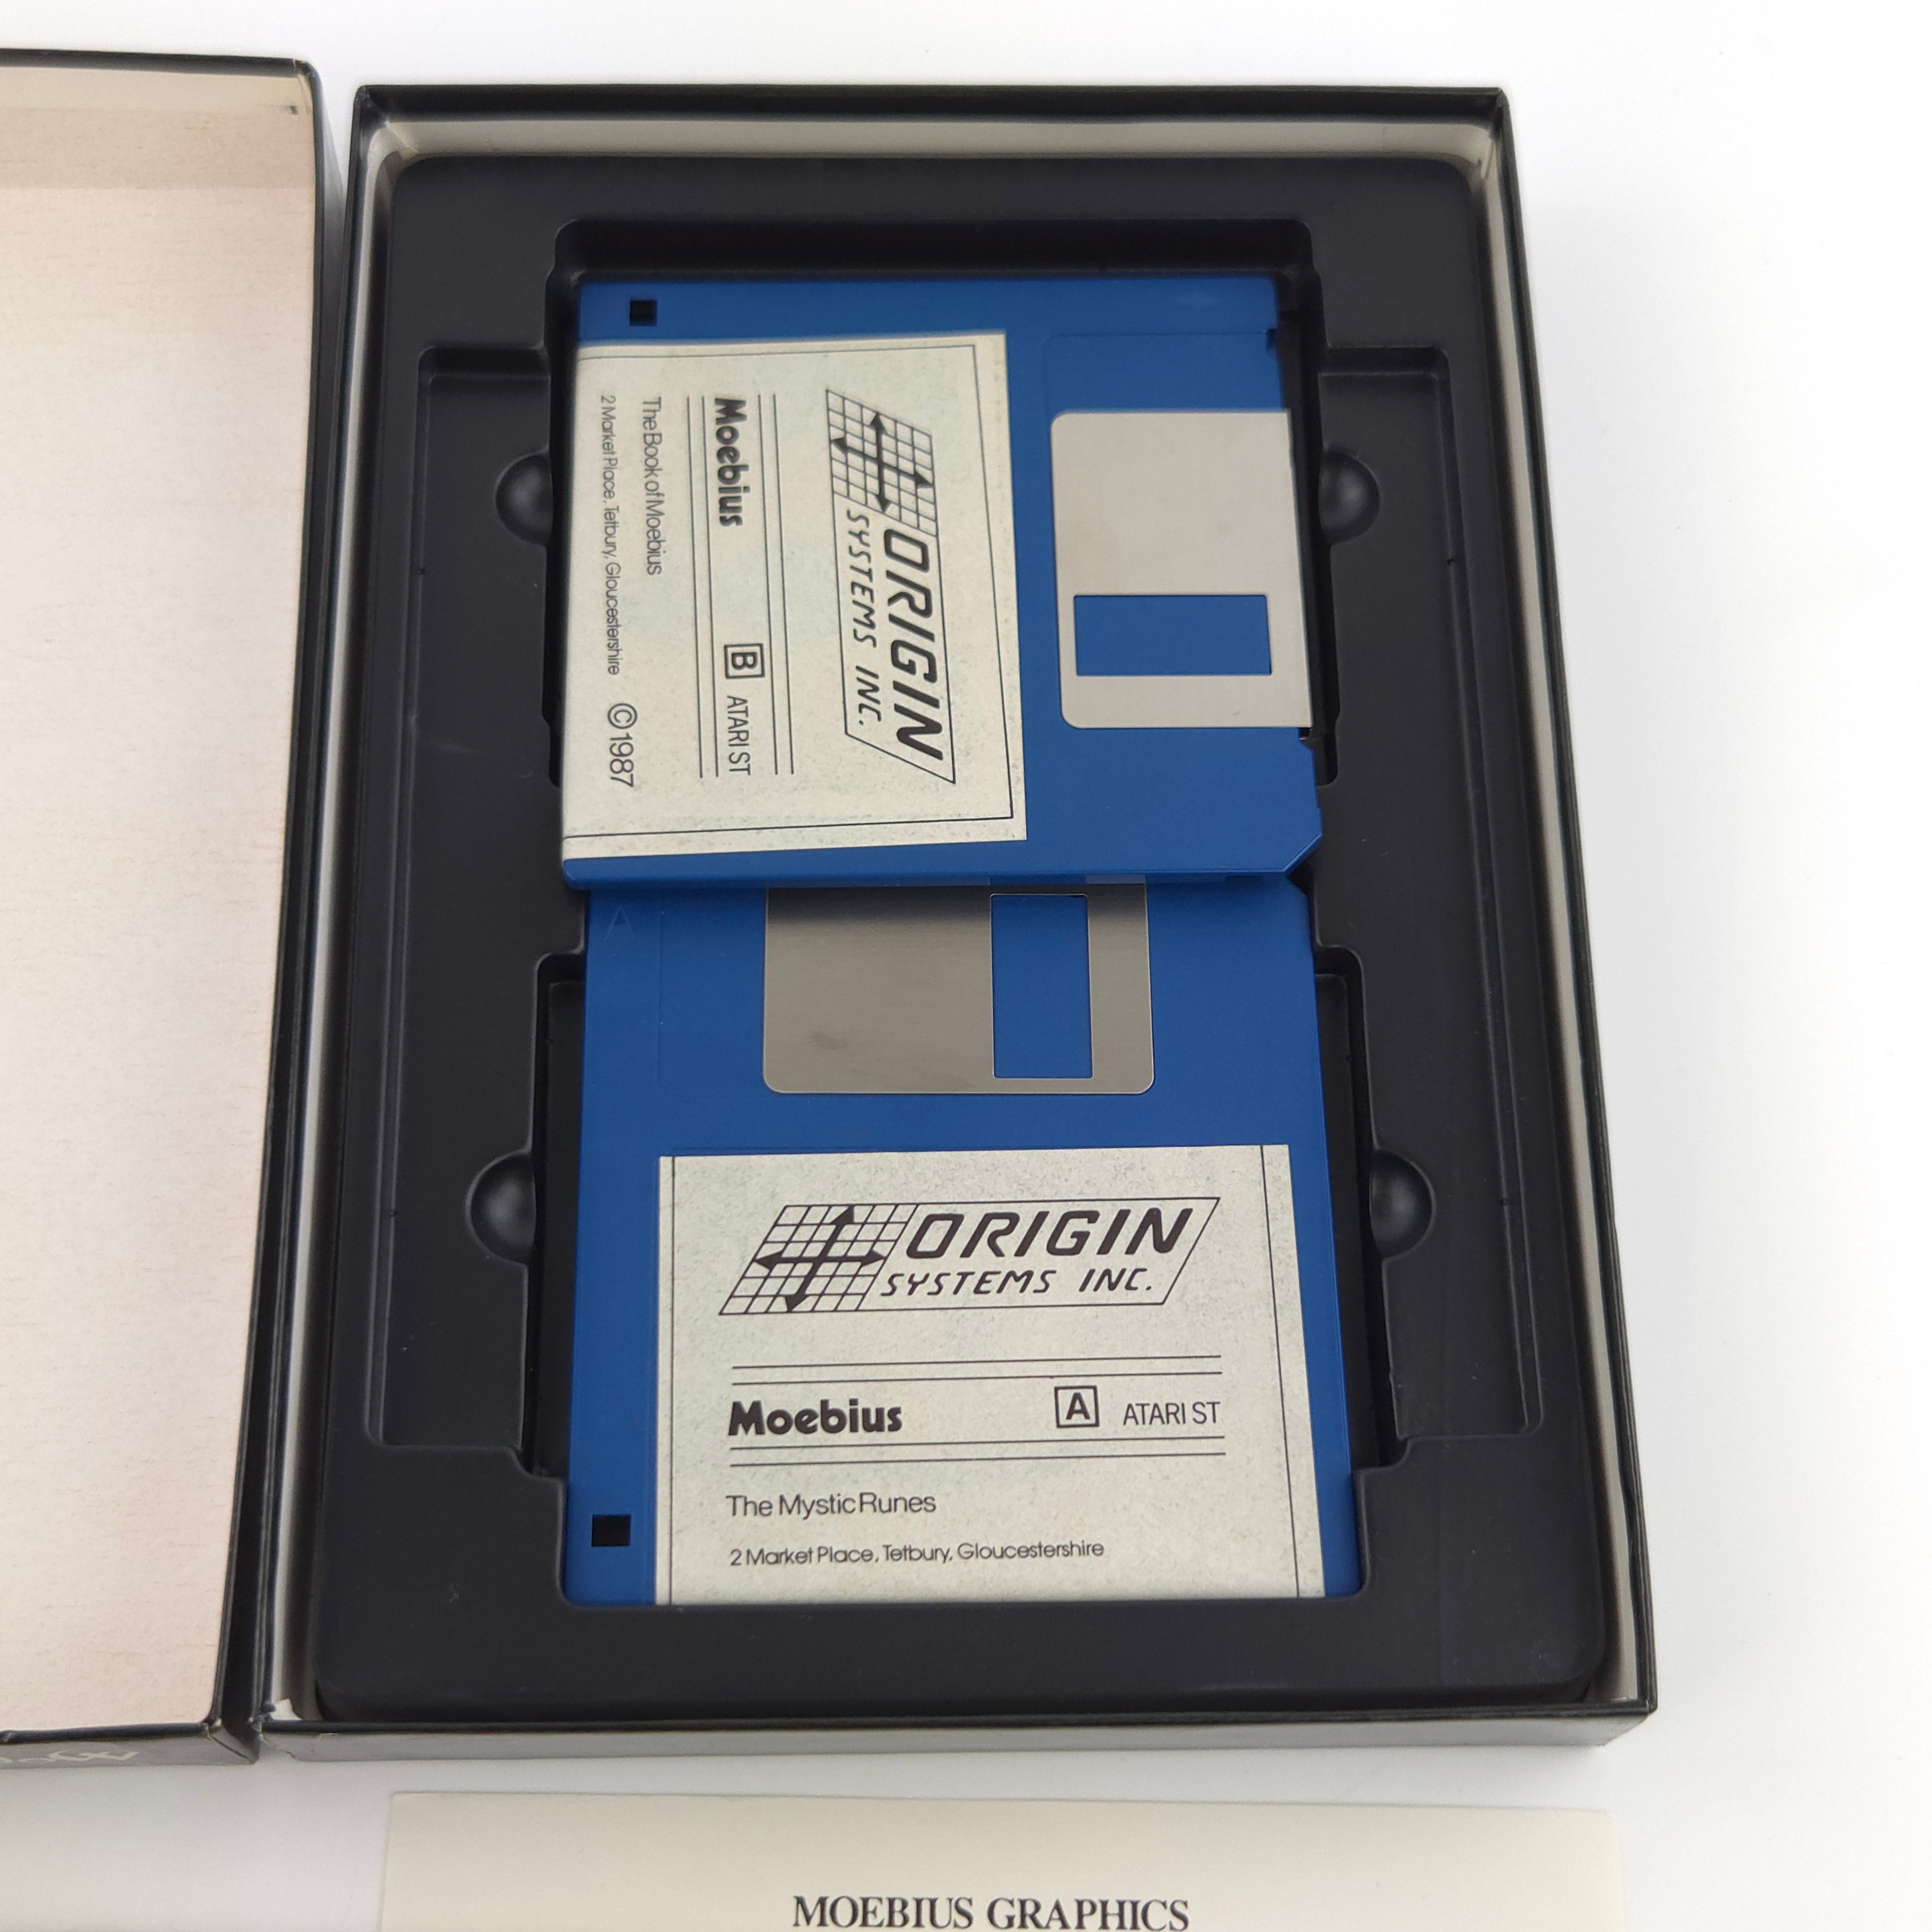 ORIGIN
SYSTEMS INC.
Moebius B ATARI ST
The Book of Moebius
2 Market Place, Tetbury, Gloucestershire ©1987
A
ORIGIN
SYSTEMS INC.
Moebius A ATARI ST
The Mystic Runes
2 Market Place, Tetbury, Gloucestershire
MOEBIUS GRAPHICS